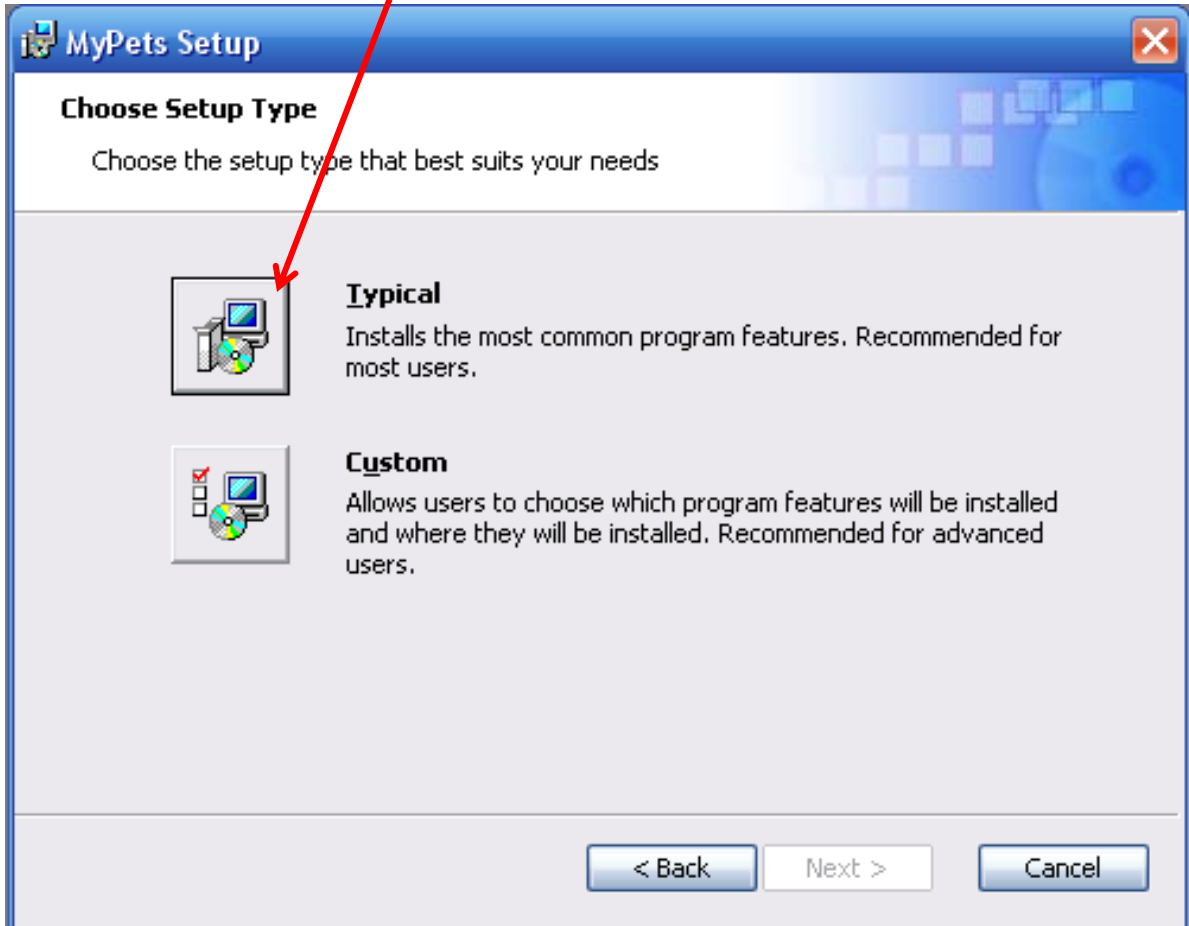 MyPets Setup
Choose Setup Type
Choose the setup type that best suits your needs
Typical
Installs the most common program features. Recommended for
most users.
Custom
Allows users to choose which program features will be installed
and where they will be installed. Recommended for advanced
users.
< Back Next > Cancel